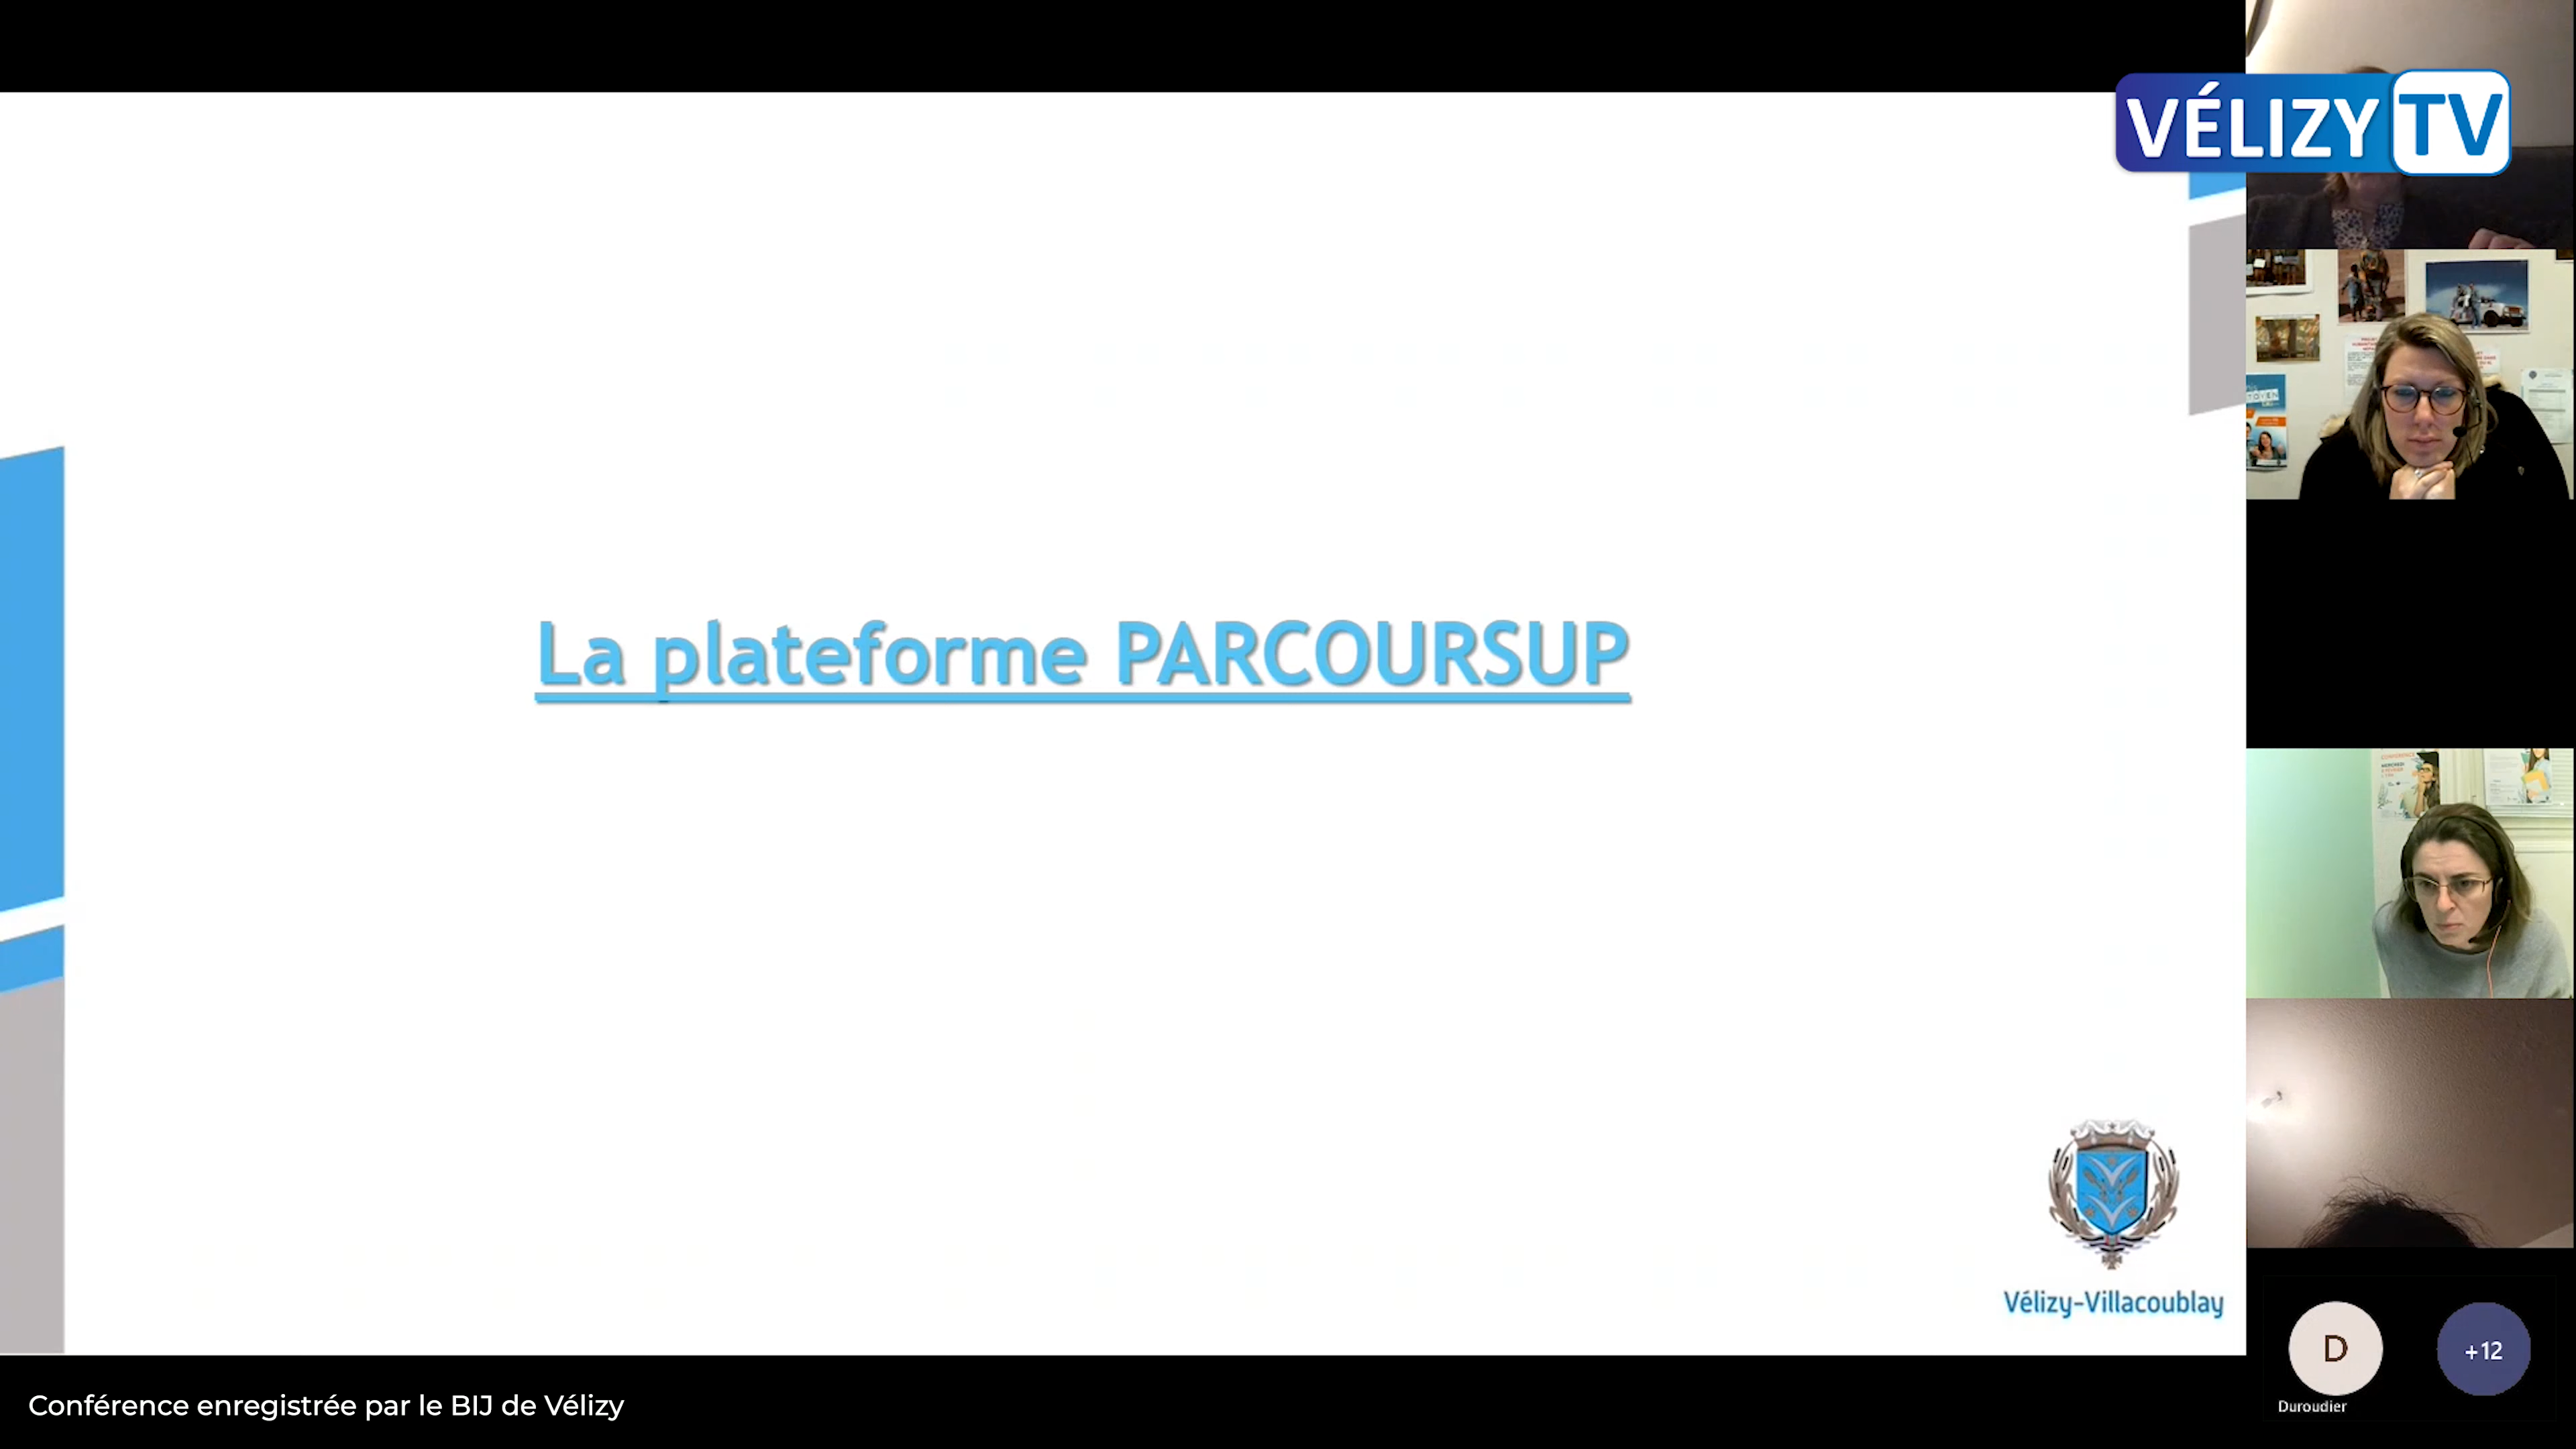 VÉLIZY TV
La plateforme PARCOURSUP
Vélizy-Villacoublay
D
+12
Duroudier
Conférence enregistrée par le BIJ de Vélizy